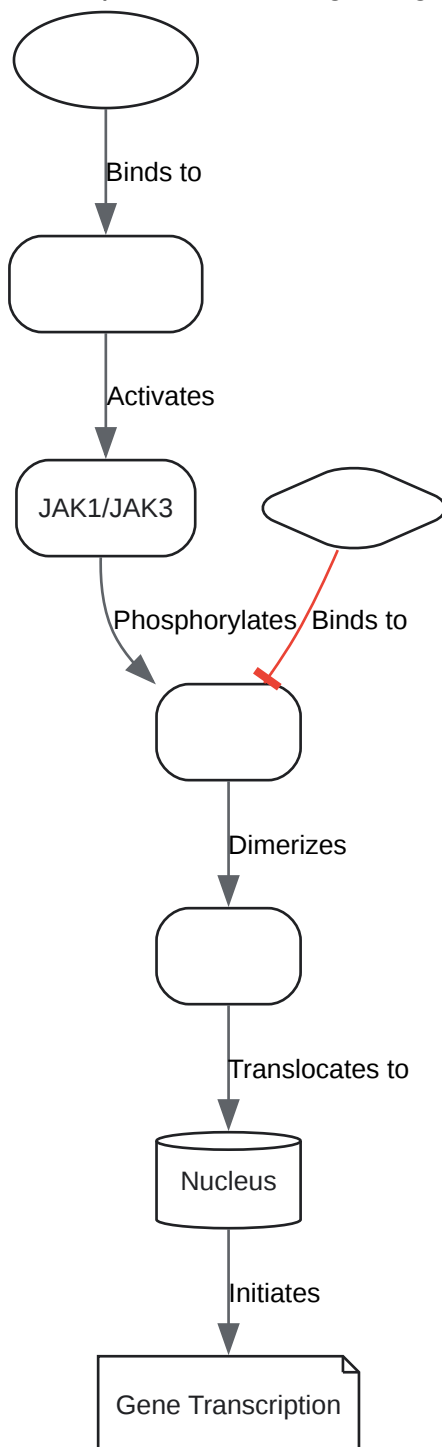 Binds to
Activates
JAK1/JAK3
Phosphorylates
Binds to
Dimerizes
Translocates to
Nucleus
Initiates
Gene Transcription